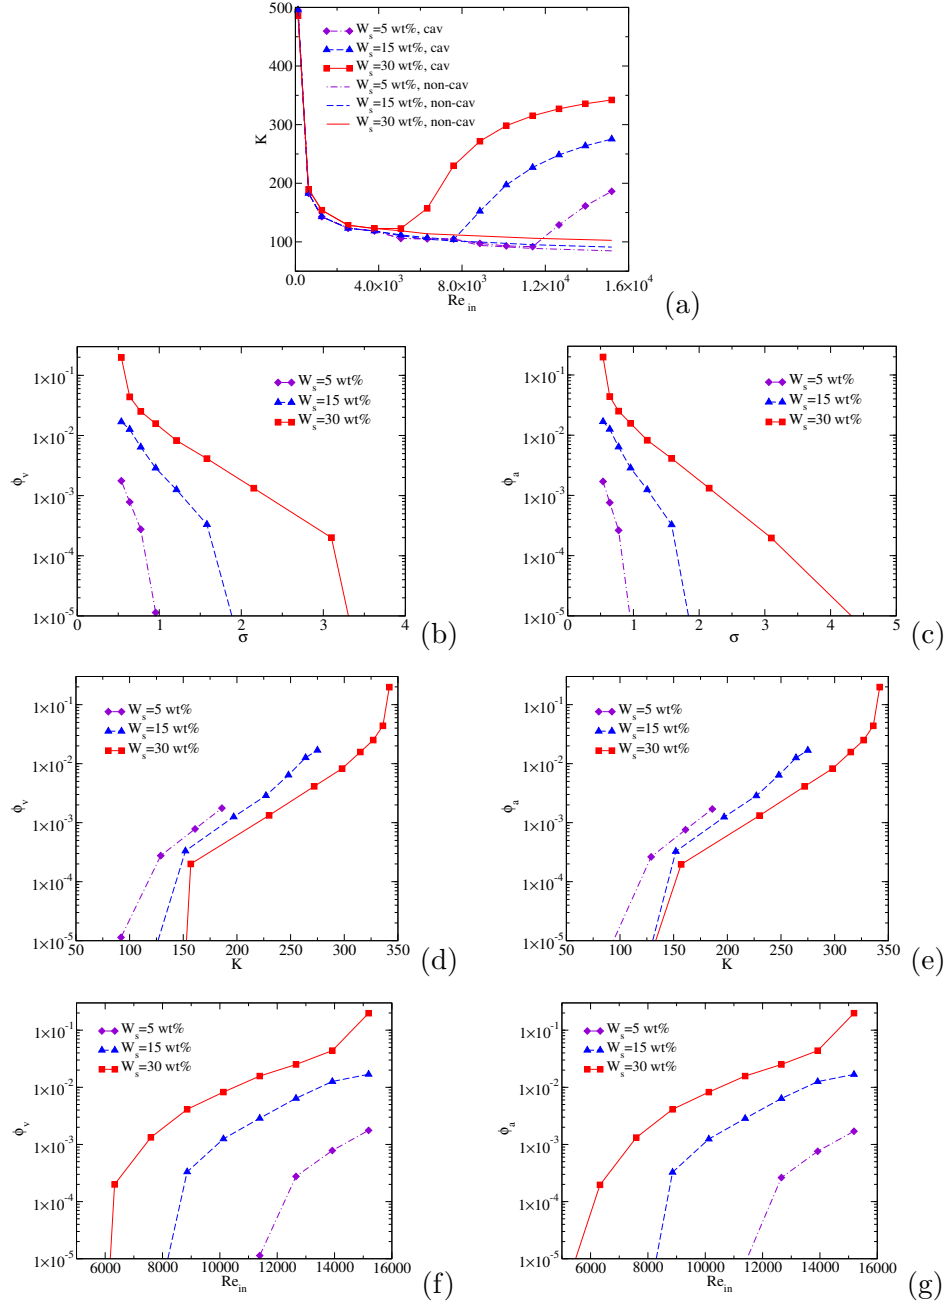 500
400
300
200
100
K
0.0
4.0×10³
8.0×10³
1.2×10⁴
1.6×10⁴
Re_in
W_s=5 wt%, cav
W_s=15 wt%, cav
W_s=30 wt%, cav
W_s=5 wt%, non-cav
W_s=15 wt%, non-cav
W_s=30 wt%, non-cav
(a)
1×10⁻¹
1×10⁻²
1×10⁻³
1×10⁻⁴
1×10⁻⁵
ϕ_v
0 1 2 3 4
σ
W_s=5 wt%
W_s=15 wt%
W_s=30 wt%
(b)
1×10⁻¹
1×10⁻²
1×10⁻³
1×10⁻⁴
1×10⁻⁵
ϕ_a
0 1 2 3 4 5
σ
W_s=5 wt%
W_s=15 wt%
W_s=30 wt%
(c)
1×10⁻¹
1×10⁻²
1×10⁻³
1×10⁻⁴
1×10⁻⁵
ϕ_v
50 100 150 200 250 300 350
K
W_s=5 wt%
W_s=15 wt%
W_s=30 wt%
(d)
1×10⁻¹
1×10⁻²
1×10⁻³
1×10⁻⁴
1×10⁻⁵
ϕ_a
50 100 150 200 250 300 350
K
W_s=5 wt%
W_s=15 wt%
W_s=30 wt%
(e)
1×10⁻¹
1×10⁻²
1×10⁻³
1×10⁻⁴
1×10⁻⁵
ϕ_v
6000 8000 10000 12000 14000 16000
Re_in
W_s=5 wt%
W_s=15 wt%
W_s=30 wt%
(f)
1×10⁻¹
1×10⁻²
1×10⁻³
1×10⁻⁴
1×10⁻⁵
ϕ_a
6000 8000 10000 12000 14000 16000
Re_in
W_s=5 wt%
W_s=15 wt%
W_s=30 wt%
(g)